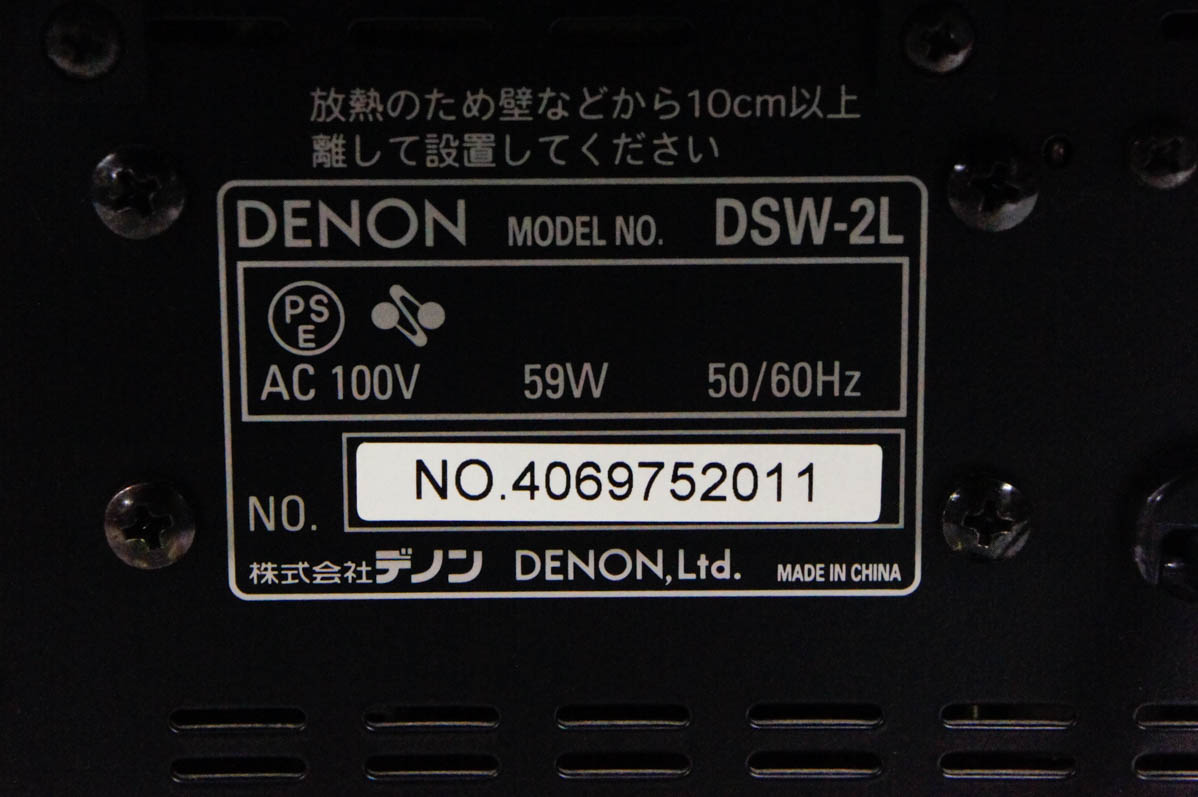 放熱のため壁などから10cm以上
離して設置してください
DENON MODEL NO. DSW-2L
PSE
AC 100V 59W 50/60Hz
NO. NO.4069752011
株式会社デノン DENON,Ltd. MADE IN CHINA